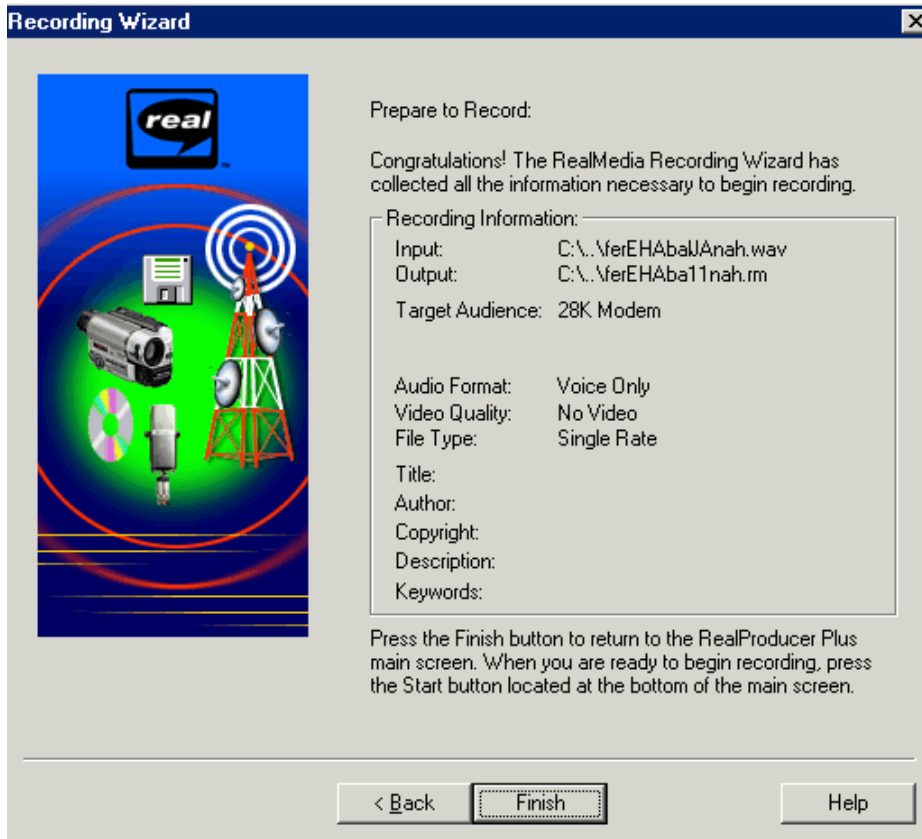 Recording Wizard
real
Prepare to Record:
Congratulations! The RealMedia Recording Wizard has
collected all the information necessary to begin recording.
Recording Information:
Input: C:\..\ferEHAbaIJAnah.wav
Output: C:\..\ferEHAba11nah.rm
Target Audience: 28K Modem
Audio Format: Voice Only
Video Quality: No Video
File Type: Single Rate
Title:
Author:
Copyright:
Description:
Keywords:
Press the Finish button to return to the RealProducer Plus
main screen. When you are ready to begin recording, press
the Start button located at the bottom of the main screen.
< Back Finish Help